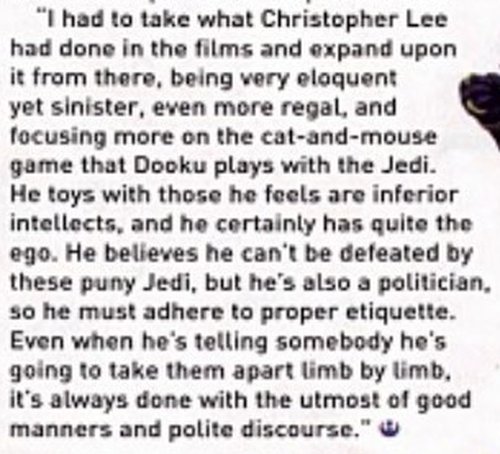 "I had to take what Christopher Lee
had done in the films and expand upon
it from there, being very eloquent
yet sinister, even more regal, and
focusing more on the cat-and-mouse
game that Dooku plays with the Jedi.
He toys with those he feels are inferior
intellects, and he certainly has quite the
ego. He believes he can't be defeated by
these puny Jedi, but he's also a politician,
so he must adhere to proper etiquette.
Even when he's telling somebody he's
going to take them apart limb by limb,
it's always done with the utmost of good
manners and polite discourse."